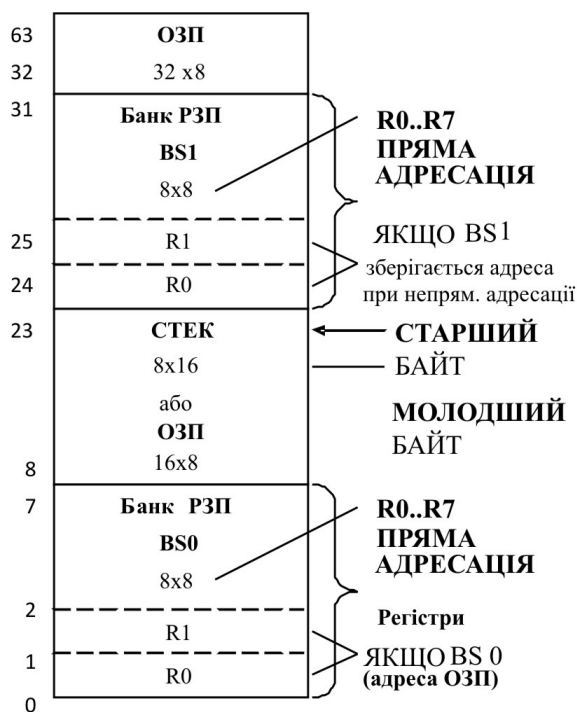 63
ОЗП
32
32 x8
31
Банк РЗП
BS1
8x8
R0..R7
ПРЯМА
АДРЕСАЦІЯ
25
R1
24
R0
ЯКЩО BS1
зберігається адреса
при непрям. адресації
23
СТЕК
8x16
або
ОЗП
16x8
8
СТАРШИЙ
БАЙТ
МОЛОДШИЙ
БАЙТ
7
Банк РЗП
BS0
8x8
R0..R7
ПРЯМА
АДРЕСАЦІЯ
2
R1
1
R0
0
Регістри
ЯКЩО BS 0
(адреса ОЗП)